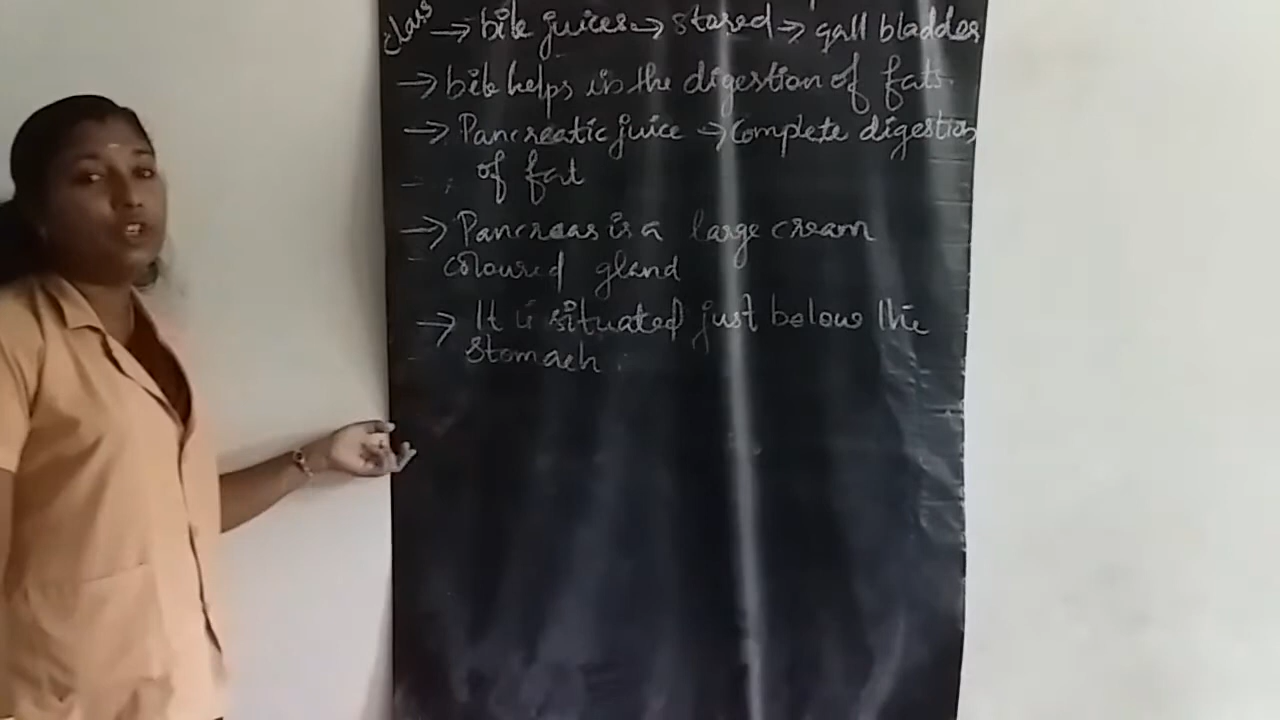 class → bile juices → stored → gall bladder
→ bile helps in the digestion of fats.
→ Pancreatic juice → complete digestion
of fat
→ Pancreas is a large cream
coloured gland
→ It is situated just below the
stomach.